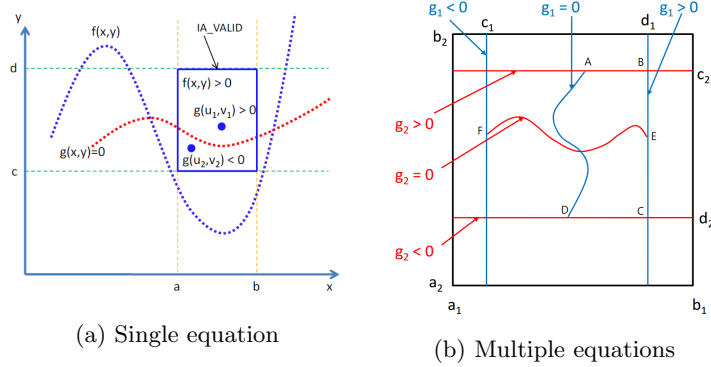 y
f(x,y)
IA_VALID
d
f(x,y) > 0
g(u1,v1) > 0
g(x,y)=0
g(u2,v2) < 0
c
a
b
x
(a) Single equation
g1 < 0
c1
g1 = 0
d1
g1 > 0
b2
A
B
c2
g2 > 0
F
E
g2 = 0
D
C
d2
g2 < 0
a2
a1
b1
(b) Multiple equations